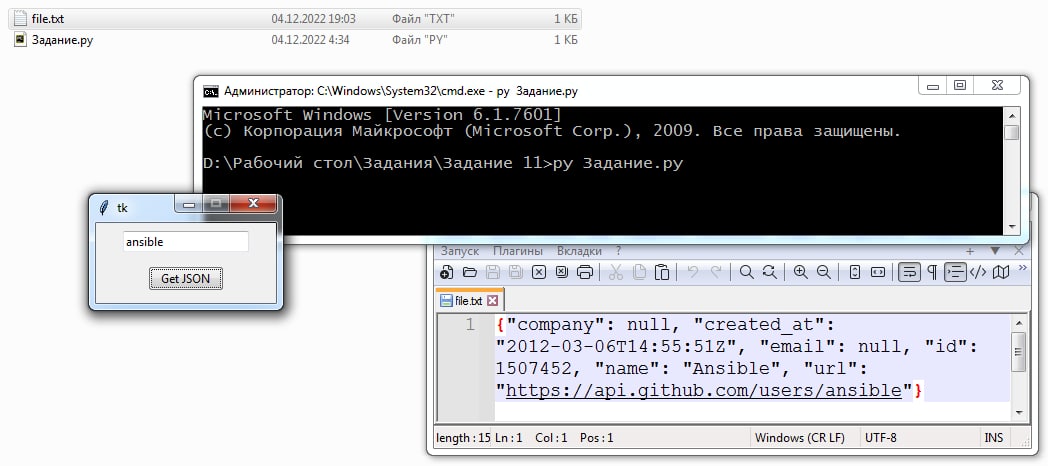 file.txt 04.12.2022 19:03 Файл "TXT" 1 КБ
Задание.py 04.12.2022 4:34 Файл "PY" 1 КБ
Администратор: C:\Windows\System32\cmd.exe - py Задание.py
Microsoft Windows [Version 6.1.7601]
(c) Корпорация Майкрософт (Microsoft Corp.), 2009. Все права защищены.
D:\Рабочий стол\Задания\Задание 11>py Задание.py
tk
ansible
Get JSON
Запуск Плагины Вкладки ?
file.txt
1 {"company": null, "created_at":
"2012-03-06T14:55:51Z", "email": null, "id":
1507452, "name": "Ansible", "url":
"https://api.github.com/users/ansible"}
length : 15 Ln : 1 Col : 1 Pos : 1 Windows (CR LF) UTF-8 INS